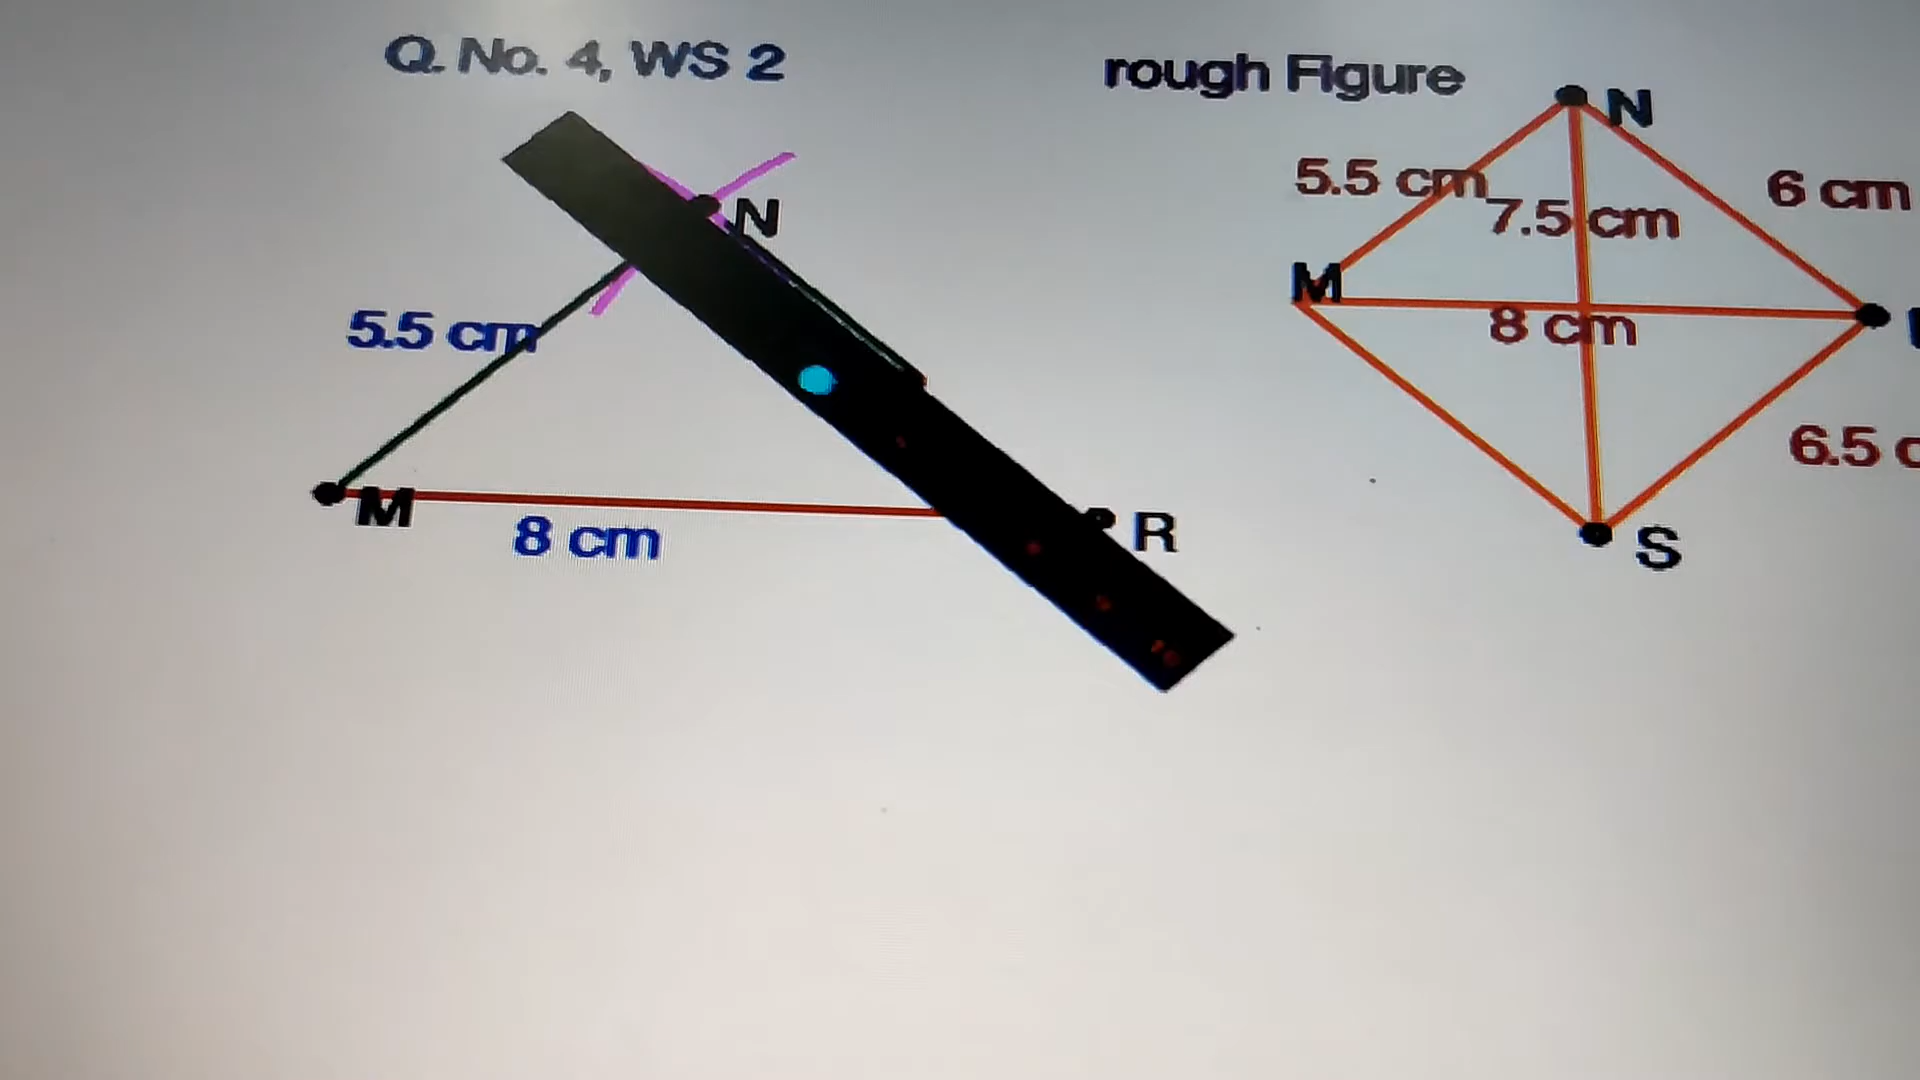 Q. No. 4, WS 2
N
5.5 cm
M
8 cm
R
rough Figure
N
5.5 cm
6 cm
7.5 cm
M
8 cm
6.5
S